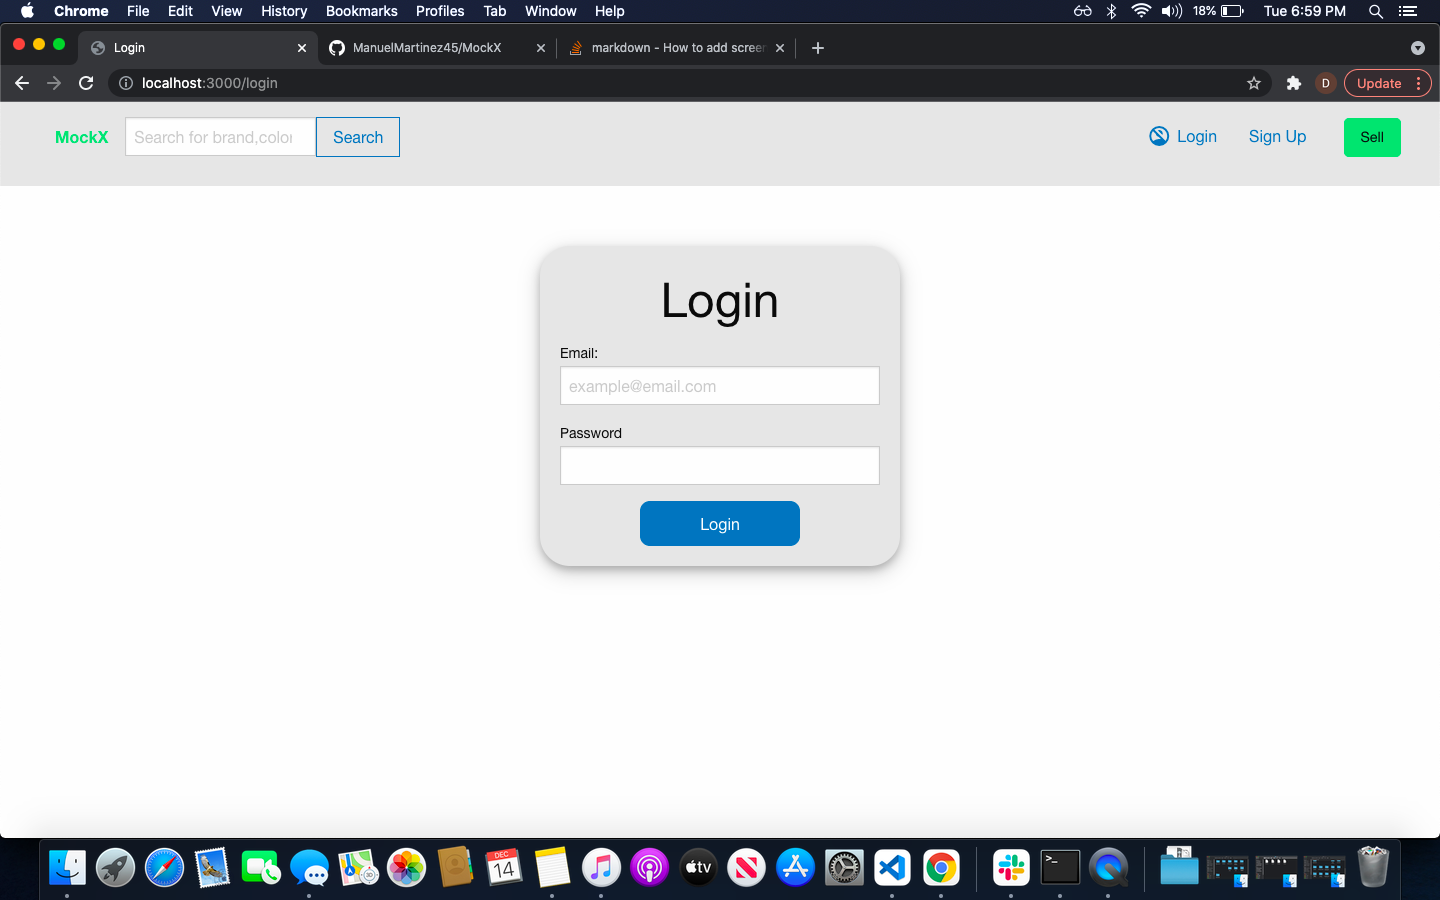 Chrome File Edit View History Bookmarks Profiles Tab Window Help 18% Tue 6:59 PM
Login ManuelMartinez45/MockX markdown - How to add screen
localhost:3000/login D Update
MockX Search for brand,color Search Login Sign Up Sell
Login
Email:
example@email.com
Password
Login
DEC
14
tv
>_